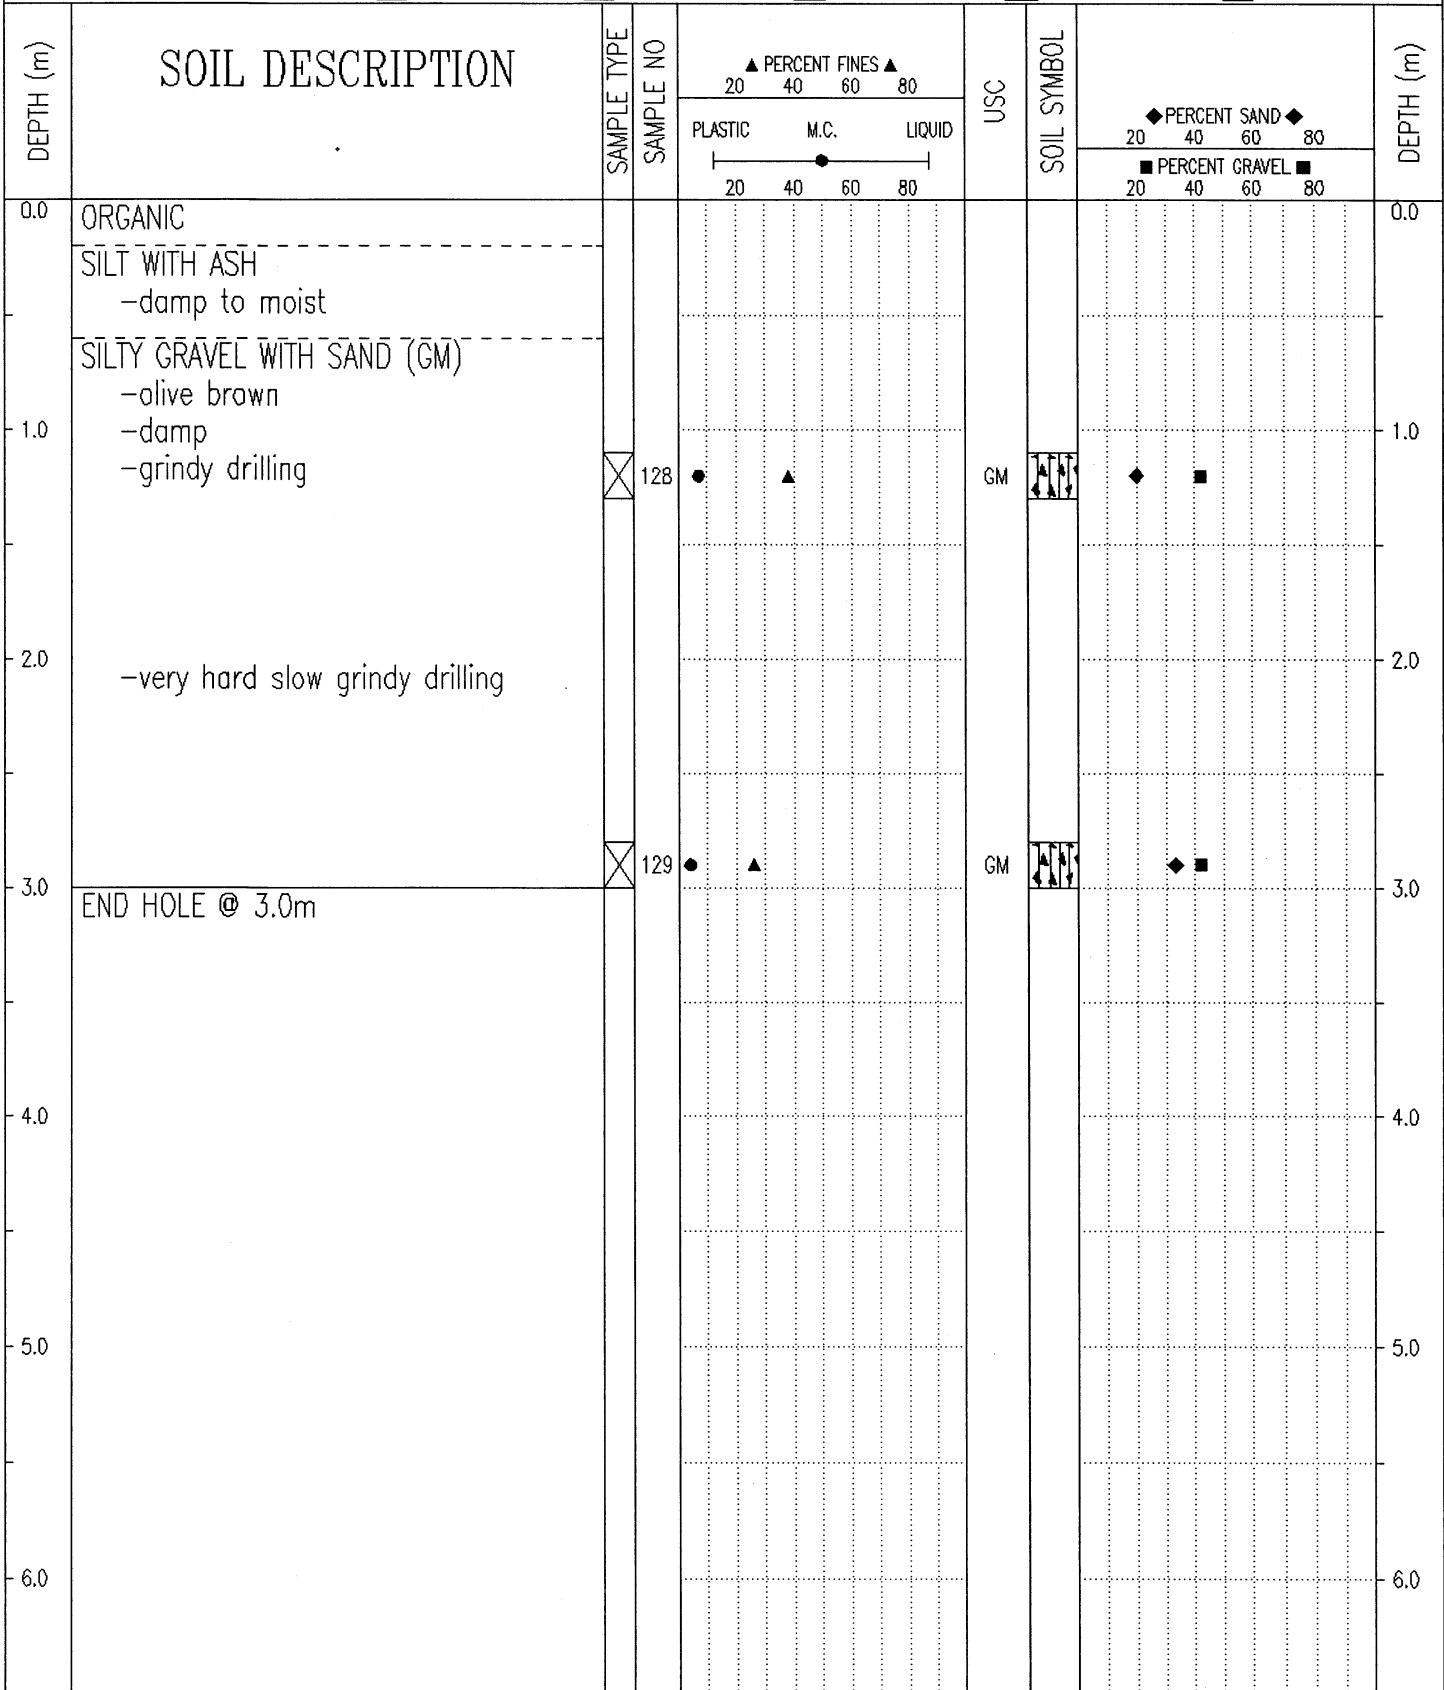 DEPTH (m)
SOIL DESCRIPTION
SAMPLE TYPE
SAMPLE NO
▲ PERCENT FINES ▲
20 40 60 80
PLASTIC M.C. LIQUID
20 40 60 80
USC
SOIL SYMBOL
◆ PERCENT SAND ◆
20 40 60 80
■ PERCENT GRAVEL ■
20 40 60 80
DEPTH (m)
0.0 ORGANIC 0.0
SILT WITH ASH
-damp to moist
SILTY GRAVEL WITH SAND (GM)
-olive brown
1.0 -damp 1.0
-grindy drilling 128 GM
2.0 2.0
-very hard slow grindy drilling
129 GM
3.0 3.0
END HOLE @ 3.0m
4.0 4.0
5.0 5.0
6.0 6.0